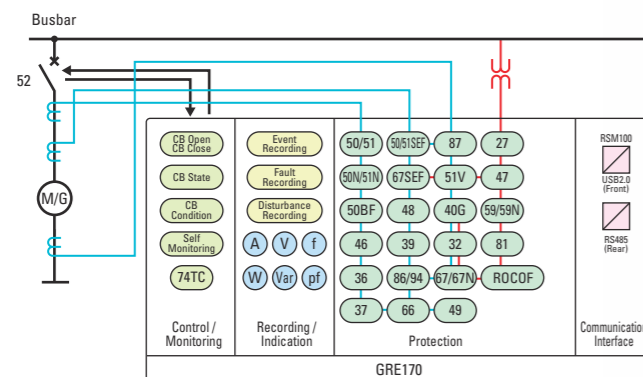 Busbar
52
M/G
CB Open
CB Close
CB State
CB
Condition
Self
Monitoring
74TC
Control /
Monitoring
Event
Recording
Fault
Recording
Disturbance
Recording
A V f
W Var pf
Recording /
Indication
50/51 50/51SEF 87 27
50N/51N 67SEF 51V 47
50BF 48 40G 59/59N
46 39 32 81
36 86/94 67/67N ROCOF
37 66 49
Protection
RSM100
USB2.0
(Front)
RS485
(Rear)
Communication
Interface
GRE170